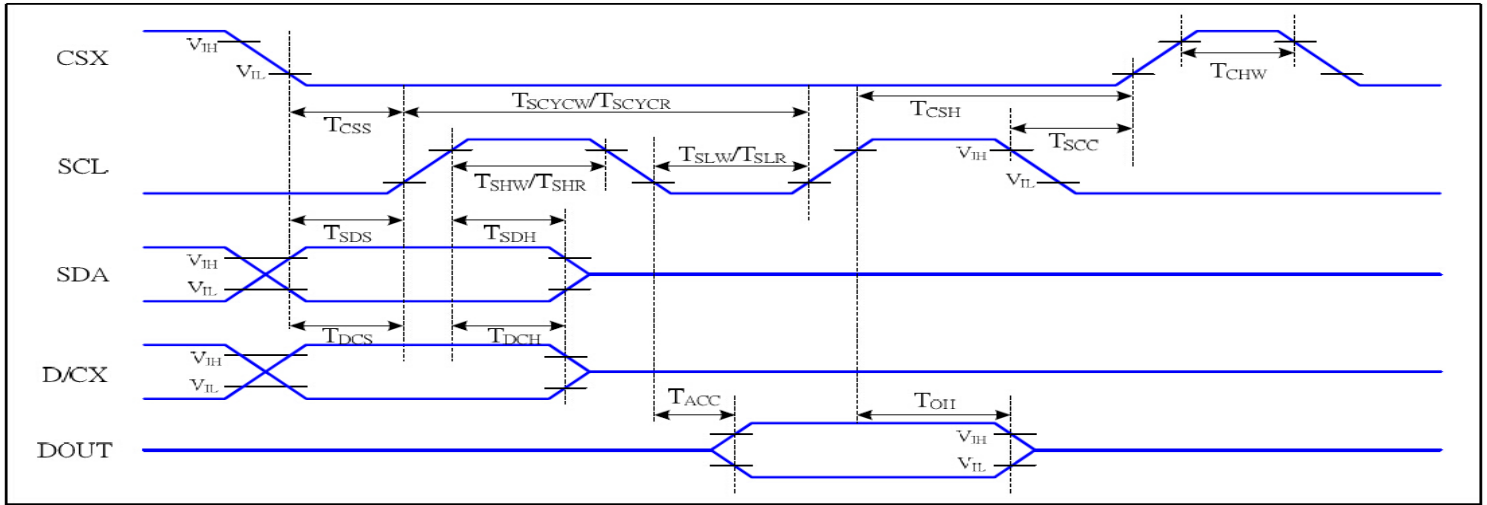 CSX
VIH
VIL
TCHW
TCSS
TSCYCW/TSCYCR
TCSH
TSCC
SCL
TSHW/TSHR
TSLW/TSLR
VIH
VIL
TSDS
TSDH
SDA
VIH
VIL
TDCS
TDCH
D/CX
VIH
VIL
TACC
TOH
DOUT
VIH
VIL